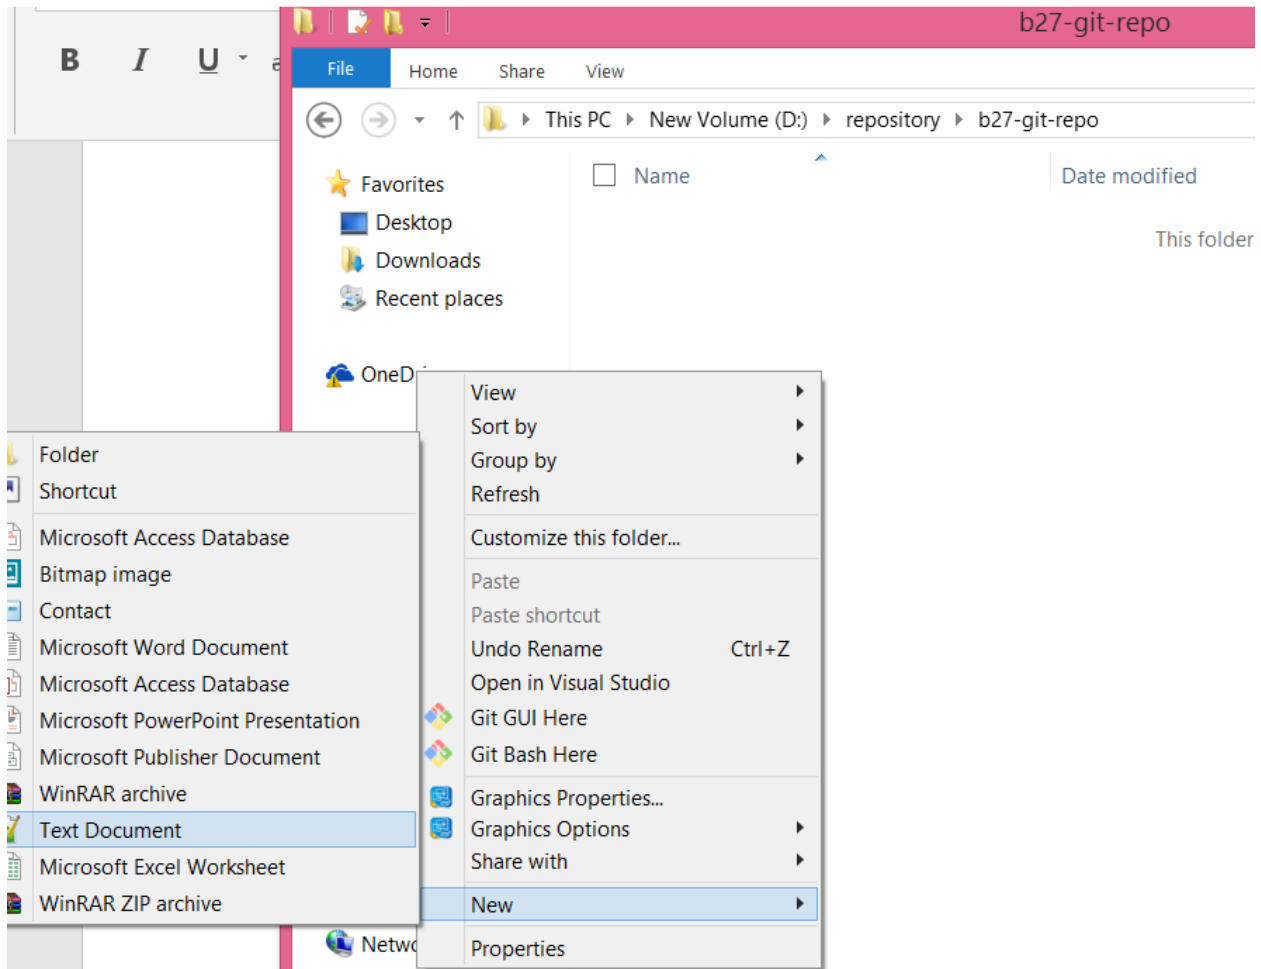 b27-git-repo
B I U
File Home Share View
This PC New Volume (D:) repository b27-git-repo
Name Date modified
This folder
Favorites
Desktop
Downloads
Recent places
View
Sort by
Group by
Refresh
Customize this folder...
Paste
Paste shortcut
Undo Rename Ctrl+Z
Open in Visual Studio
Git GUI Here
Git Bash Here
Graphics Properties...
Graphics Options
Share with
New
Properties
Folder
Shortcut
Microsoft Access Database
Bitmap image
Contact
Microsoft Word Document
Microsoft Access Database
Microsoft PowerPoint Presentation
Microsoft Publisher Document
WinRAR archive
Text Document
Microsoft Excel Worksheet
WinRAR ZIP archive